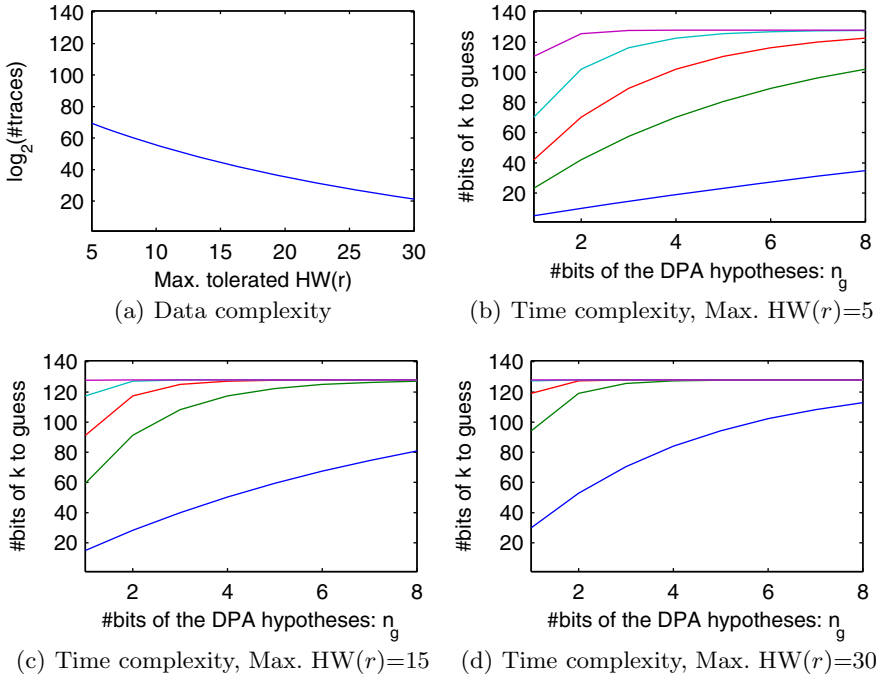 140
120
100
80
60
40
20
log2(#traces)
5 10 15 20 25 30
Max. tolerated HW(r)
(a) Data complexity
140
120
100
80
60
40
20
#bits of k to guess
2 4 6 8
#bits of the DPA hypotheses: ng
(b) Time complexity, Max. HW(r)=5
140
120
100
80
60
40
20
#bits of k to guess
2 4 6 8
#bits of the DPA hypotheses: ng
(c) Time complexity, Max. HW(r)=15
140
120
100
80
60
40
20
#bits of k to guess
2 4 6 8
#bits of the DPA hypotheses: ng
(d) Time complexity, Max. HW(r)=30